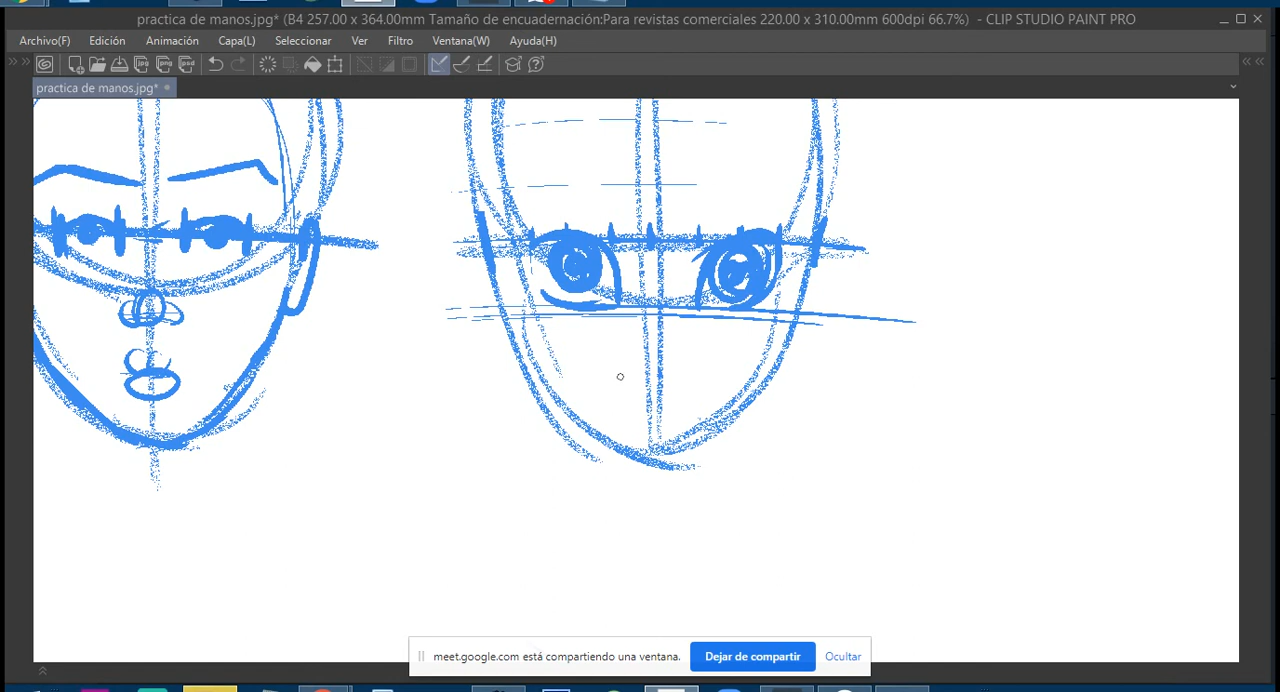 practica de manos.jpg* (B4 257.00 x 364.00mm Tamaño de encuadernación:Para revistas comerciales 220.00 x 310.00mm 600dpi 66.7%) - CLIP STUDIO PAINT PRO
Archivo(F) Edición Animación Capa(L) Seleccionar Ver Filtro Ventana(W) Ayuda(H)
practica de manos.jpg*
meet.google.com está compartiendo una ventana. Dejar de compartir Ocultar